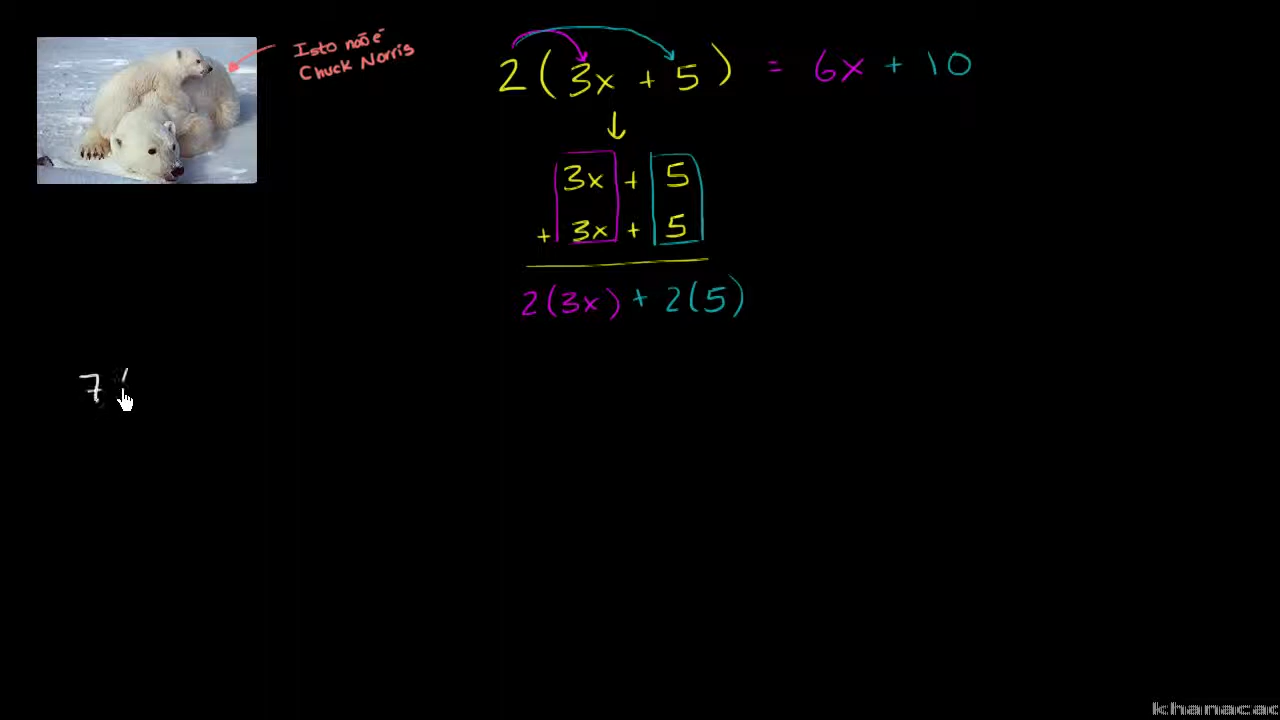 Isto não é
Chuck Norris
2(3x + 5) = 6x + 10
↓
3x + 5
+ 3x + 5
2(3x) + 2(5)
7(
khanacad